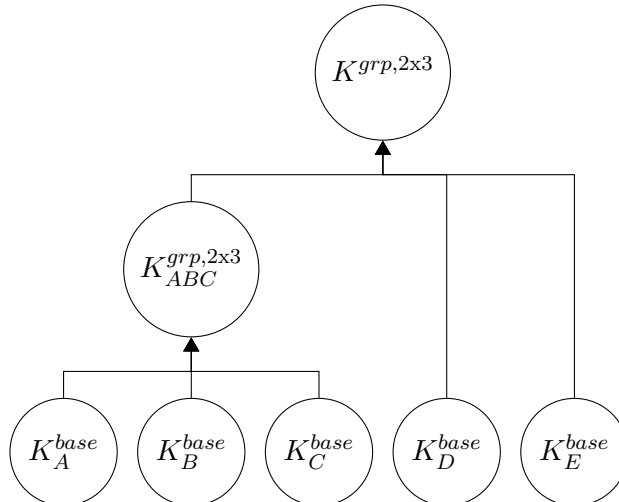 K^{grp,2x3}
K_{ABC}^{grp,2x3}
K_A^{base} K_B^{base} K_C^{base} K_D^{base} K_E^{base}